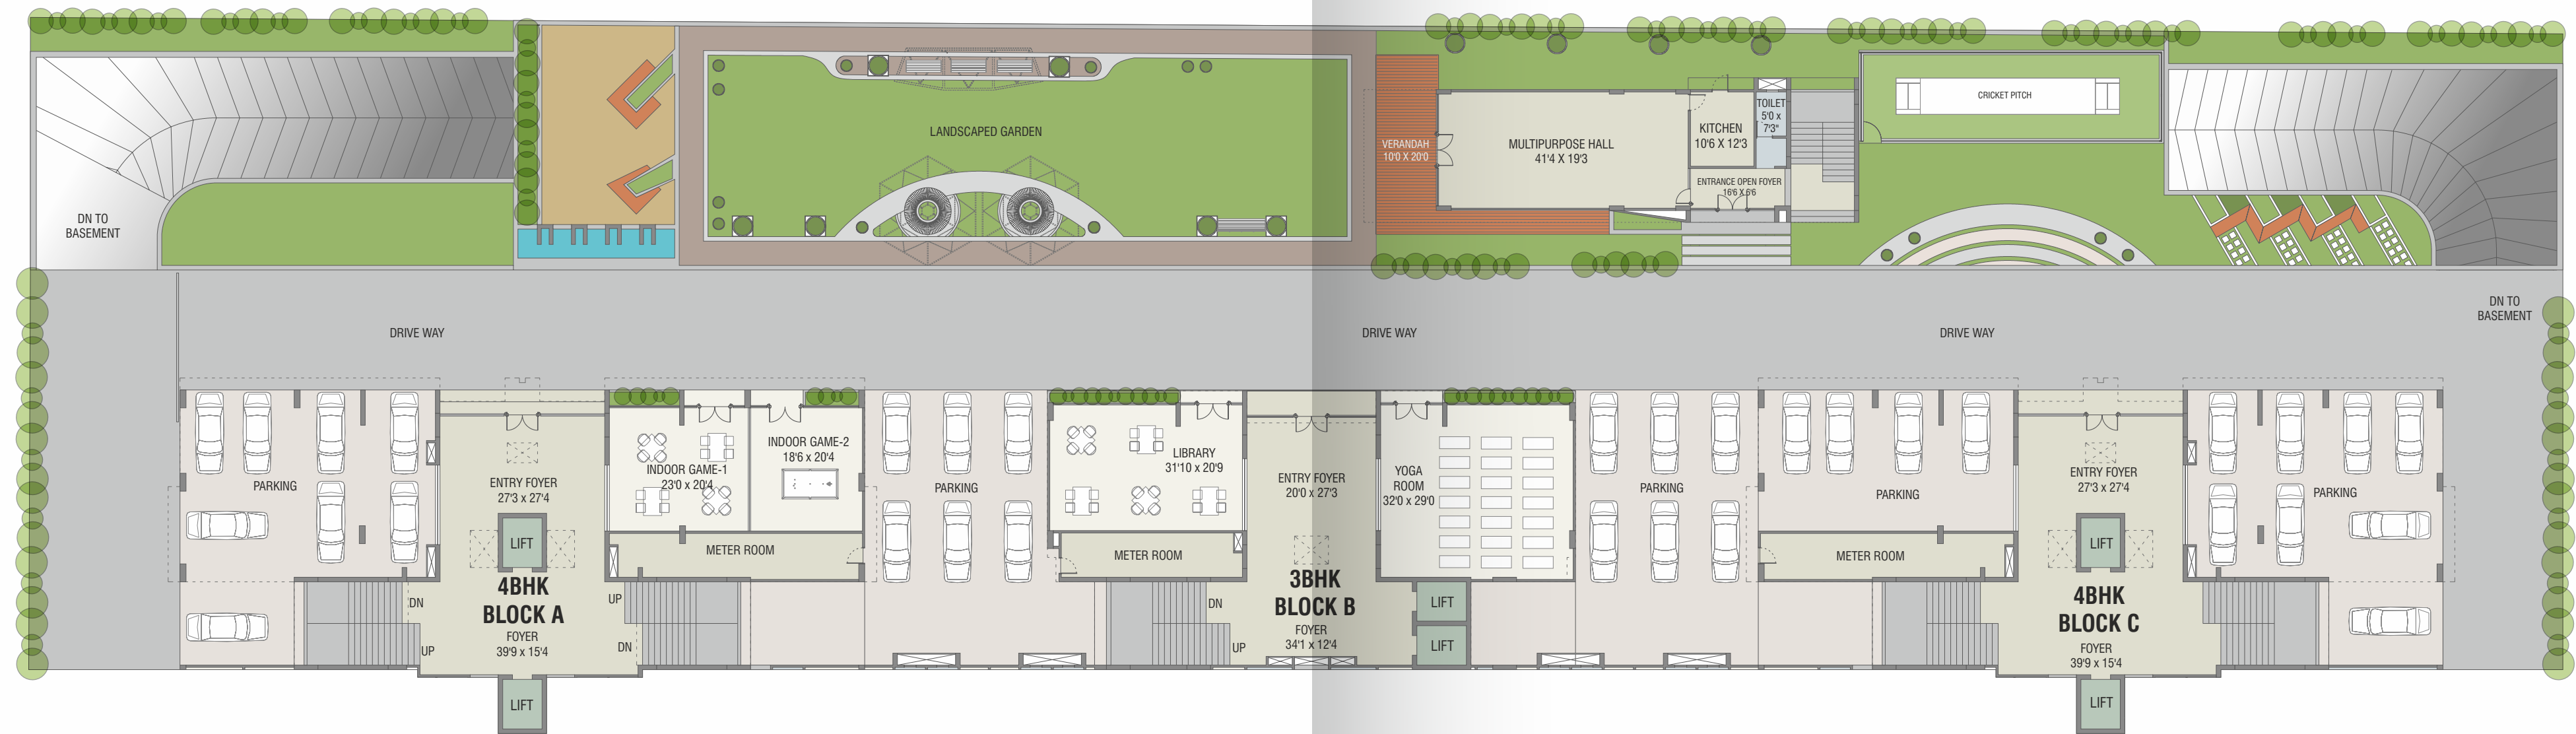 CRICKET PITCH
TOILET
5'0 x
7'3"
KITCHEN
10'6 X 12'3
LANDSCAPED GARDEN
VERANDAH
10'0 X 20'0
MULTIPURPOSE HALL
41'4 X 19'3
ENTRANCE OPEN FOYER
16'6 X 6'6
DN TO
BASEMENT
DN TO
BASEMENT
DRIVE WAY
DRIVE WAY
DRIVE WAY
PARKING
ENTRY FOYER
27'3 x 27'4
LIFT
4BHK
BLOCK A
FOYER
39'9 x 15'4
DN
UP
UP
DN
LIFT
INDOOR GAME-1
23'0 x 20'4
INDOOR GAME-2
18'6 x 20'4
METER ROOM
PARKING
LIBRARY
31'10 x 20'9
METER ROOM
ENTRY FOYER
20'0 x 27'3
3BHK
BLOCK B
FOYER
34'1 x 12'4
DN
UP
YOGA
ROOM
32'0 x 29'0
LIFT
LIFT
PARKING
PARKING
METER ROOM
ENTRY FOYER
27'3 x 27'4
LIFT
4BHK
BLOCK C
FOYER
39'9 x 15'4
LIFT
PARKING